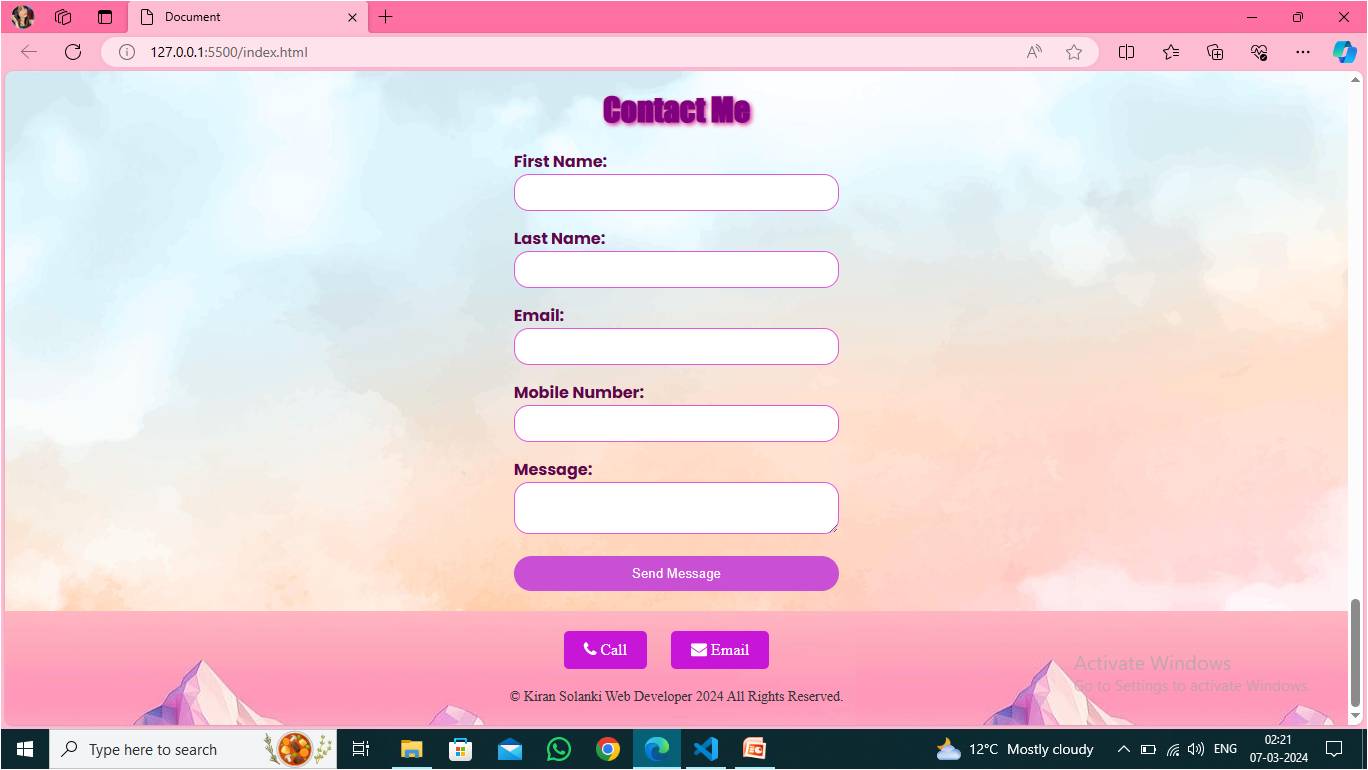 Document
127.0.0.1:5500/index.html
Contact Me
First Name:
Last Name:
Email:
Mobile Number:
Message:
Send Message
Call Email
Activate Windows
Go to Settings to activate Windows.
© Kiran Solanki Web Developer 2024 All Rights Reserved.
Type here to search
12°C Mostly cloudy
ENG
02:21
07-03-2024